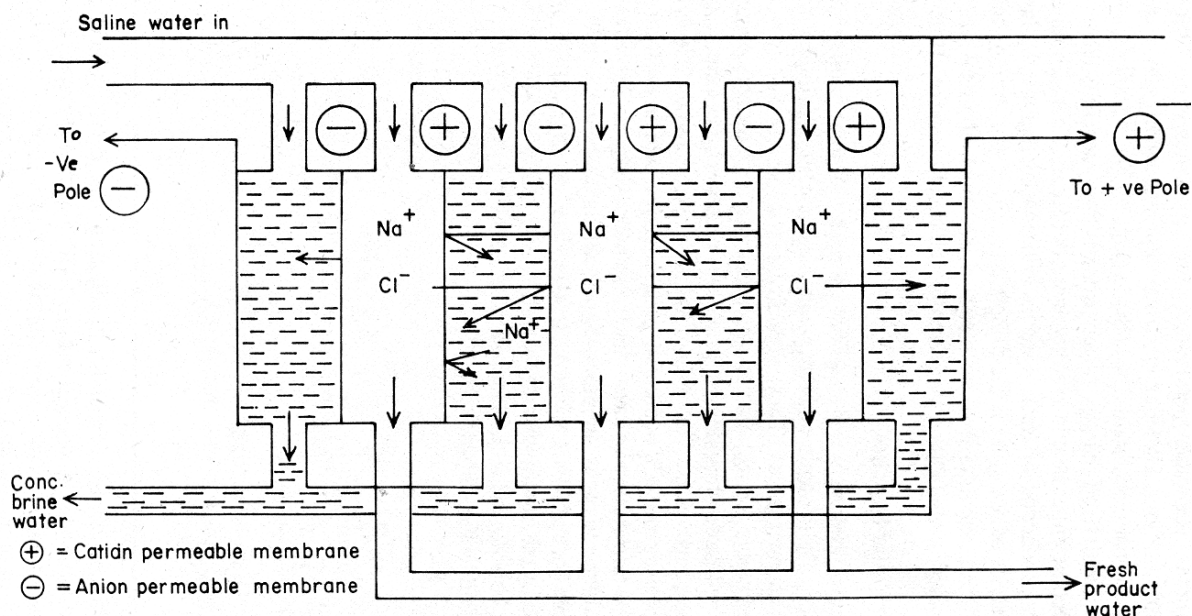 Saline water in
To
-Ve
Pole
−
− + − + − +
+
To + ve Pole
Na⁺ Na⁺ Na⁺
Cl⁻ Cl⁻ Cl⁻
Na⁺
Conc.
brine
water
+ = Catian permeable membrane
− = Anion permeable membrane
Fresh
product
water